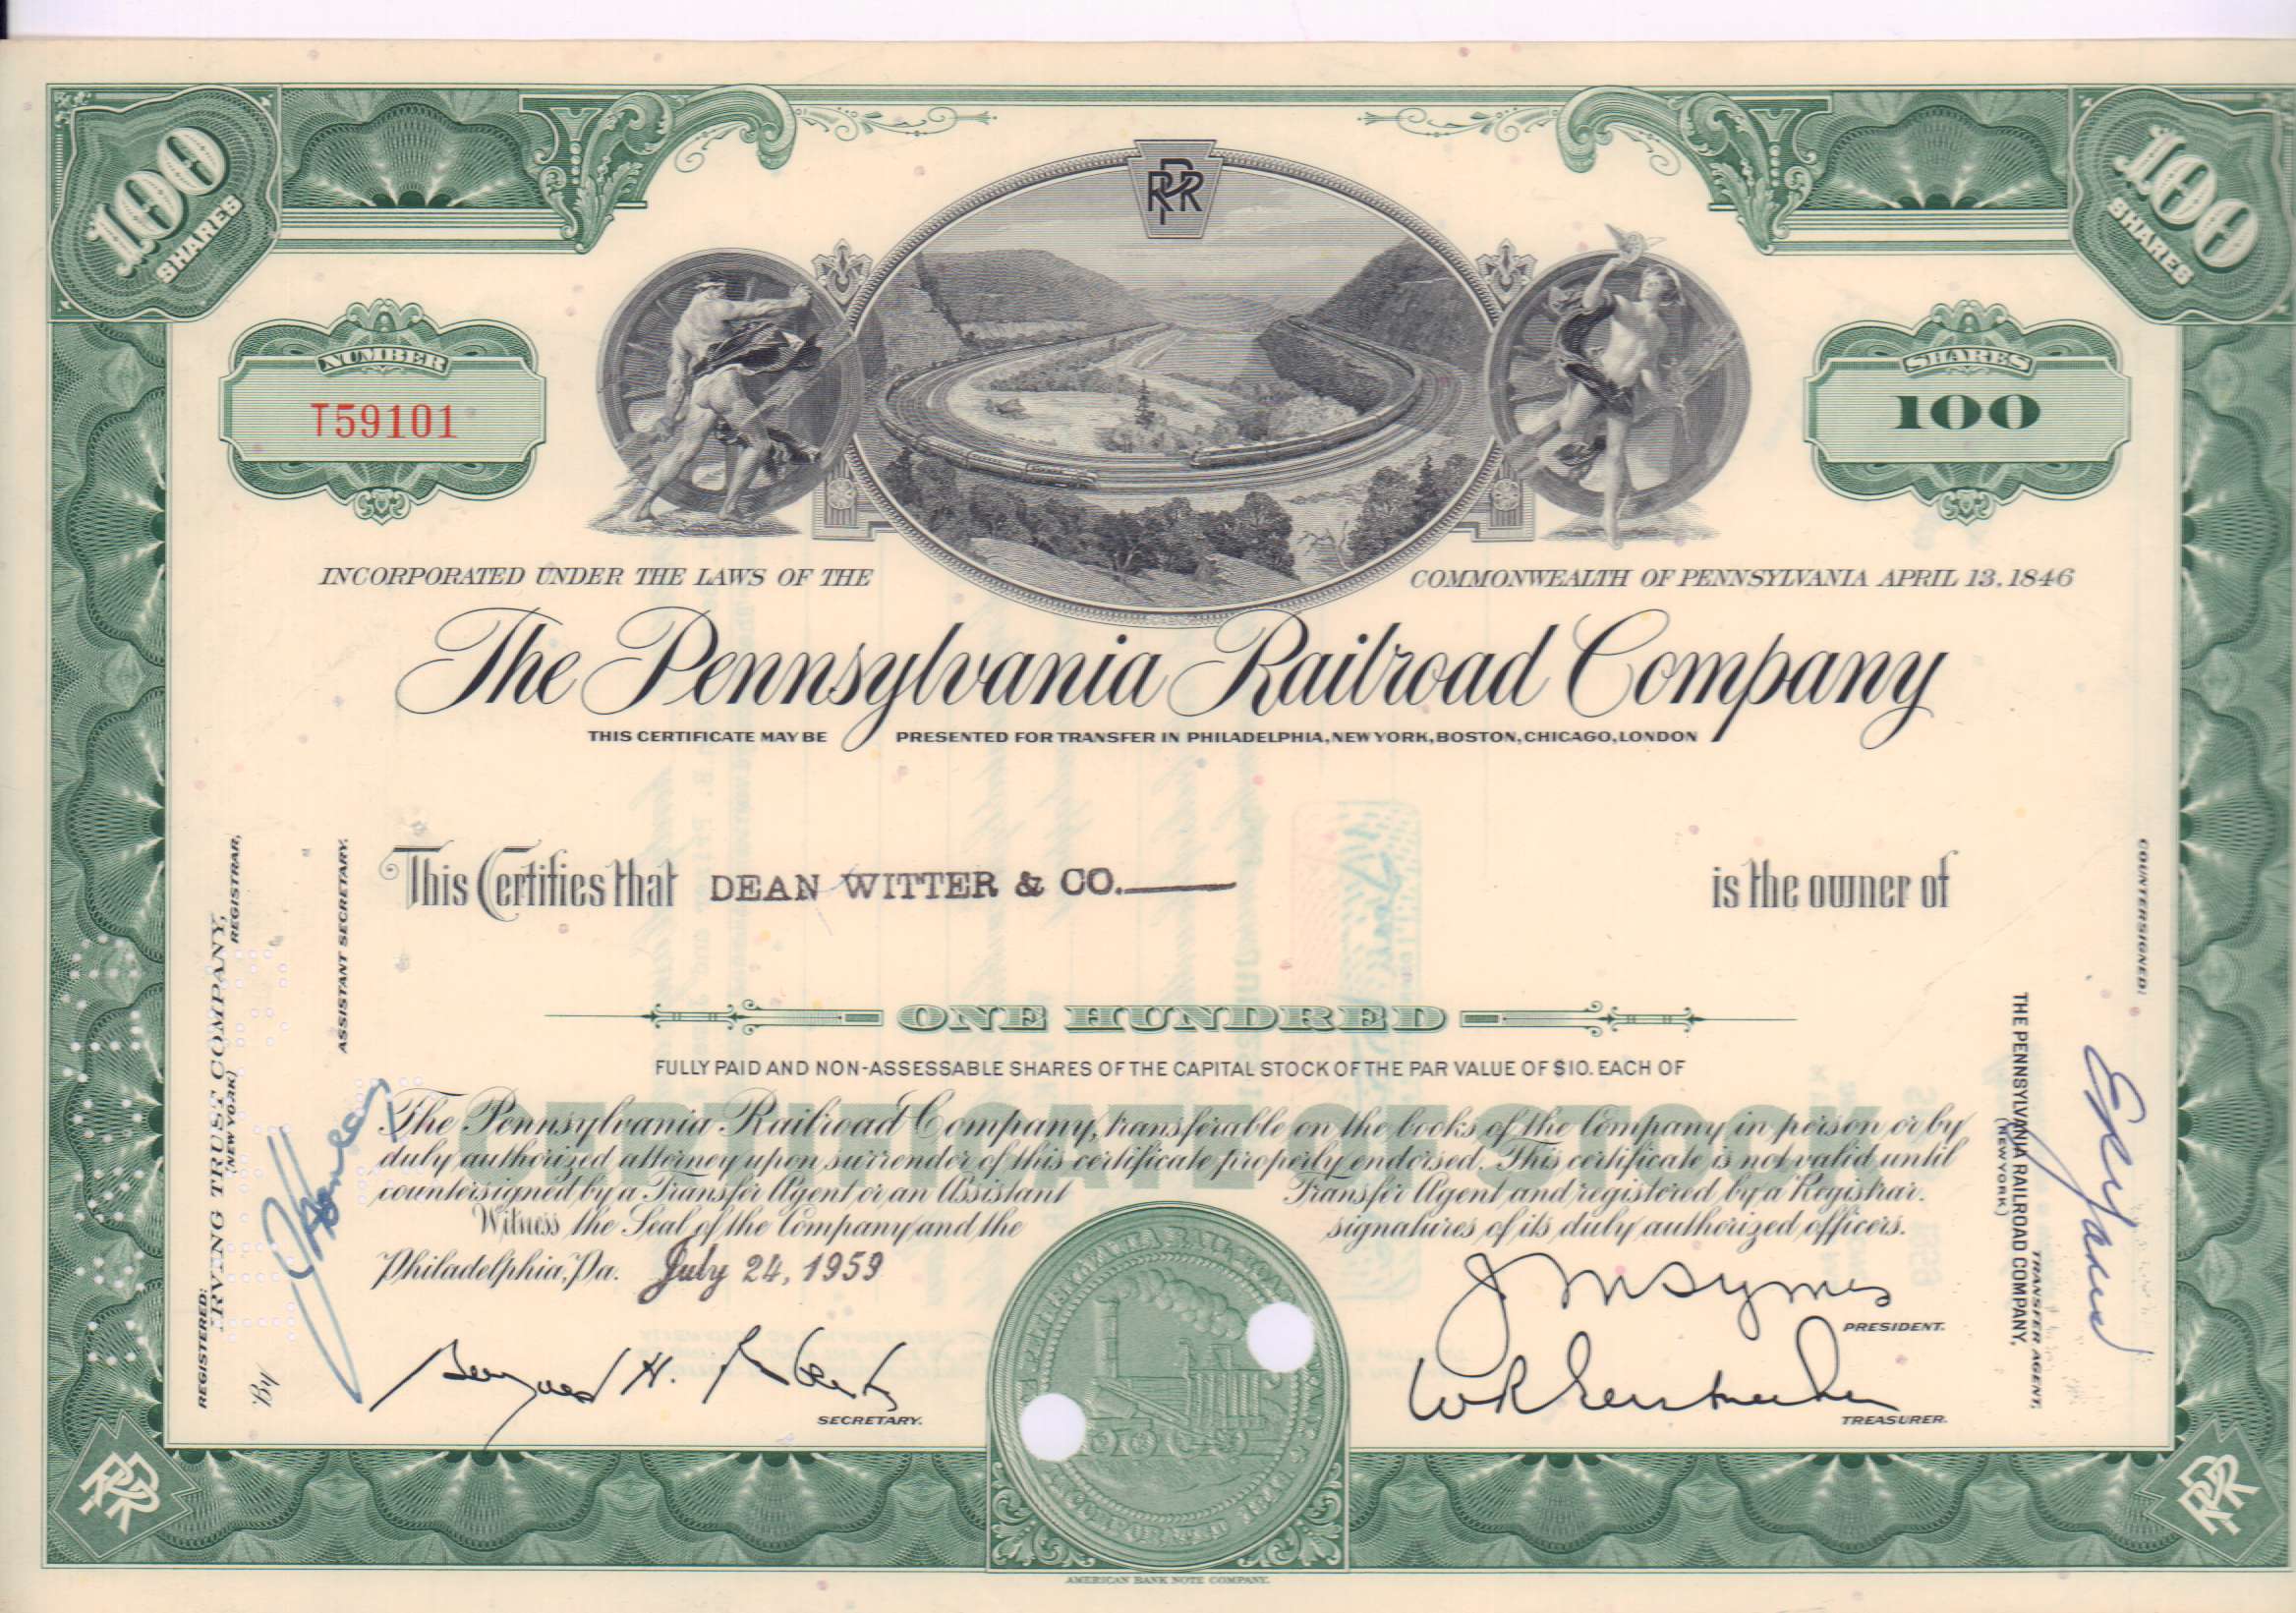 100 SHARES
100 SHARES
PRR
NUMBER
T59101
SHARES
100
INCORPORATED UNDER THE LAWS OF THE COMMONWEALTH OF PENNSYLVANIA APRIL 13, 1846
The Pennsylvania Railroad Company
THIS CERTIFICATE MAY BE PRESENTED FOR TRANSFER IN PHILADELPHIA, NEW YORK, BOSTON, CHICAGO, LONDON
This Certifies that DEAN WITTER & CO. is the owner of
ONE HUNDRED
FULLY PAID AND NON-ASSESSABLE SHARES OF THE CAPITAL STOCK OF THE PAR VALUE OF $10. EACH OF
CERTIFICATE OF STOCK
The Pennsylvania Railroad Company, transferable on the books of the Company in person or by
duly authorized attorney upon surrender of this certificate properly endorsed. This certificate is not valid until
countersigned by a Transfer Agent or an Assistant Transfer Agent and registered by a Registrar.
Witness the Seal of the Company and the signatures of its duly authorized officers.
Philadelphia, Pa. July 24, 1959
J M Symes
PRESIDENT.
SECRETARY.
TREASURER.
REGISTERED:
IRVING TRUST COMPANY,
(NEW YORK)
REGISTRAR,
By
ASSISTANT SECRETARY.
COUNTERSIGNED:
THE PENNSYLVANIA RAILROAD COMPANY,
(NEW YORK)
TRANSFER AGENT.
PRR
PRR
AMERICAN BANK NOTE COMPANY.